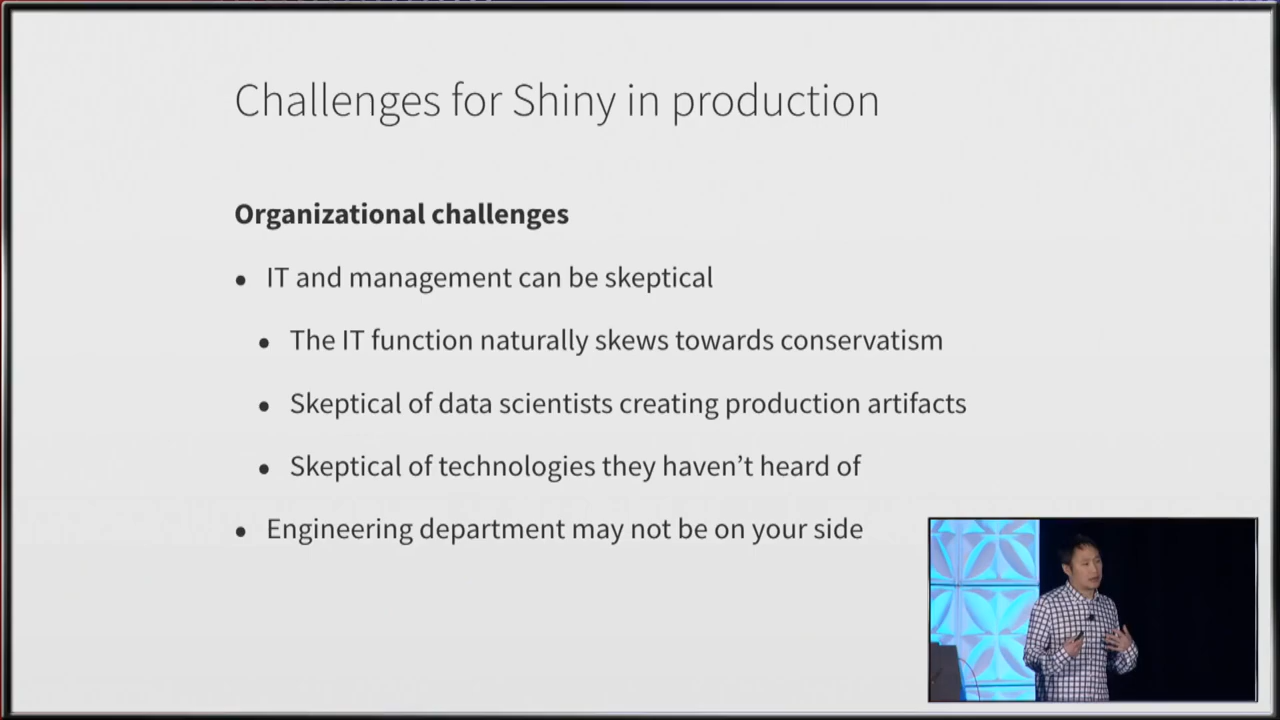 Challenges for Shiny in production
Organizational challenges
• IT and management can be skeptical
• The IT function naturally skews towards conservatism
• Skeptical of data scientists creating production artifacts
• Skeptical of technologies they haven’t heard of
• Engineering department may not be on your side